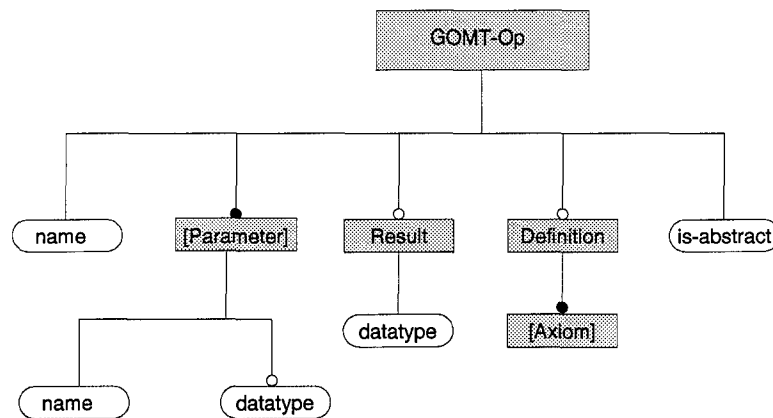 GOMT-Op
name
[Parameter]
Result
Definition
is-abstract
datatype
[Axiom]
name
datatype